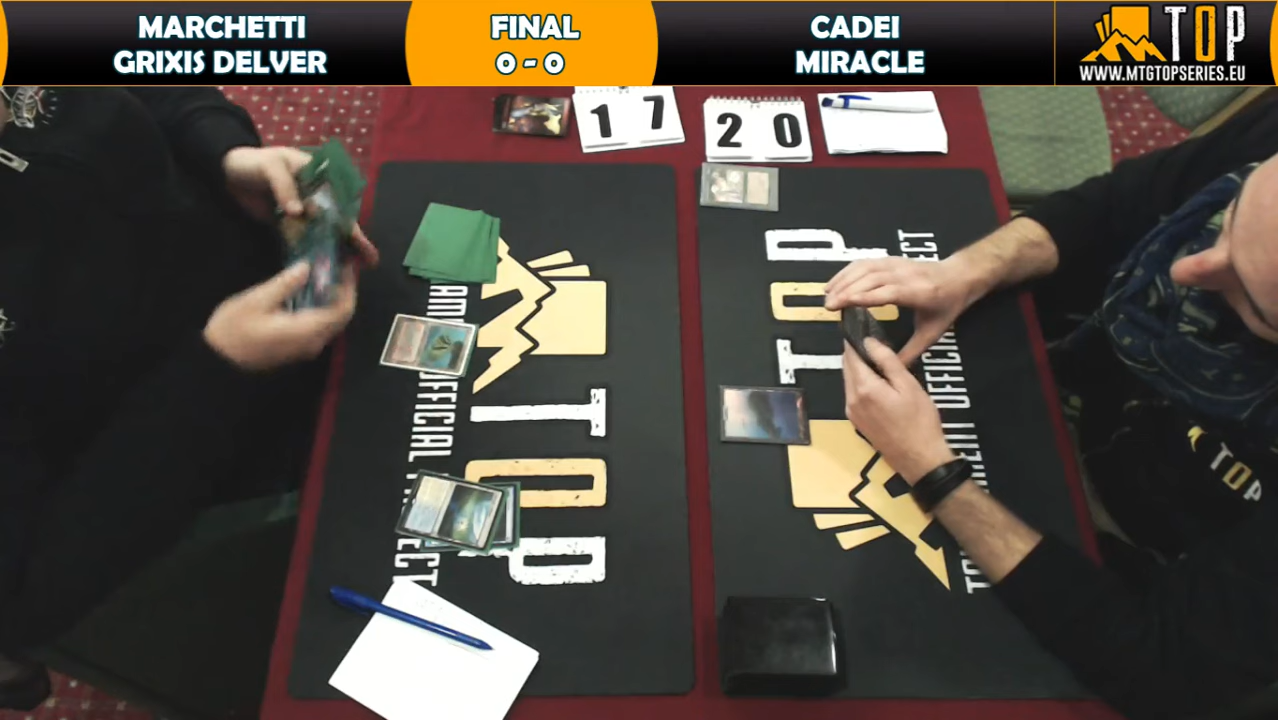 MARCHETTI
GRIXIS DELVER
FINAL
0 - 0
CADEI
MIRACLE
TOP
WWW.MTGTOPSERIES.EU
17
20
TOP
TOP
TOP